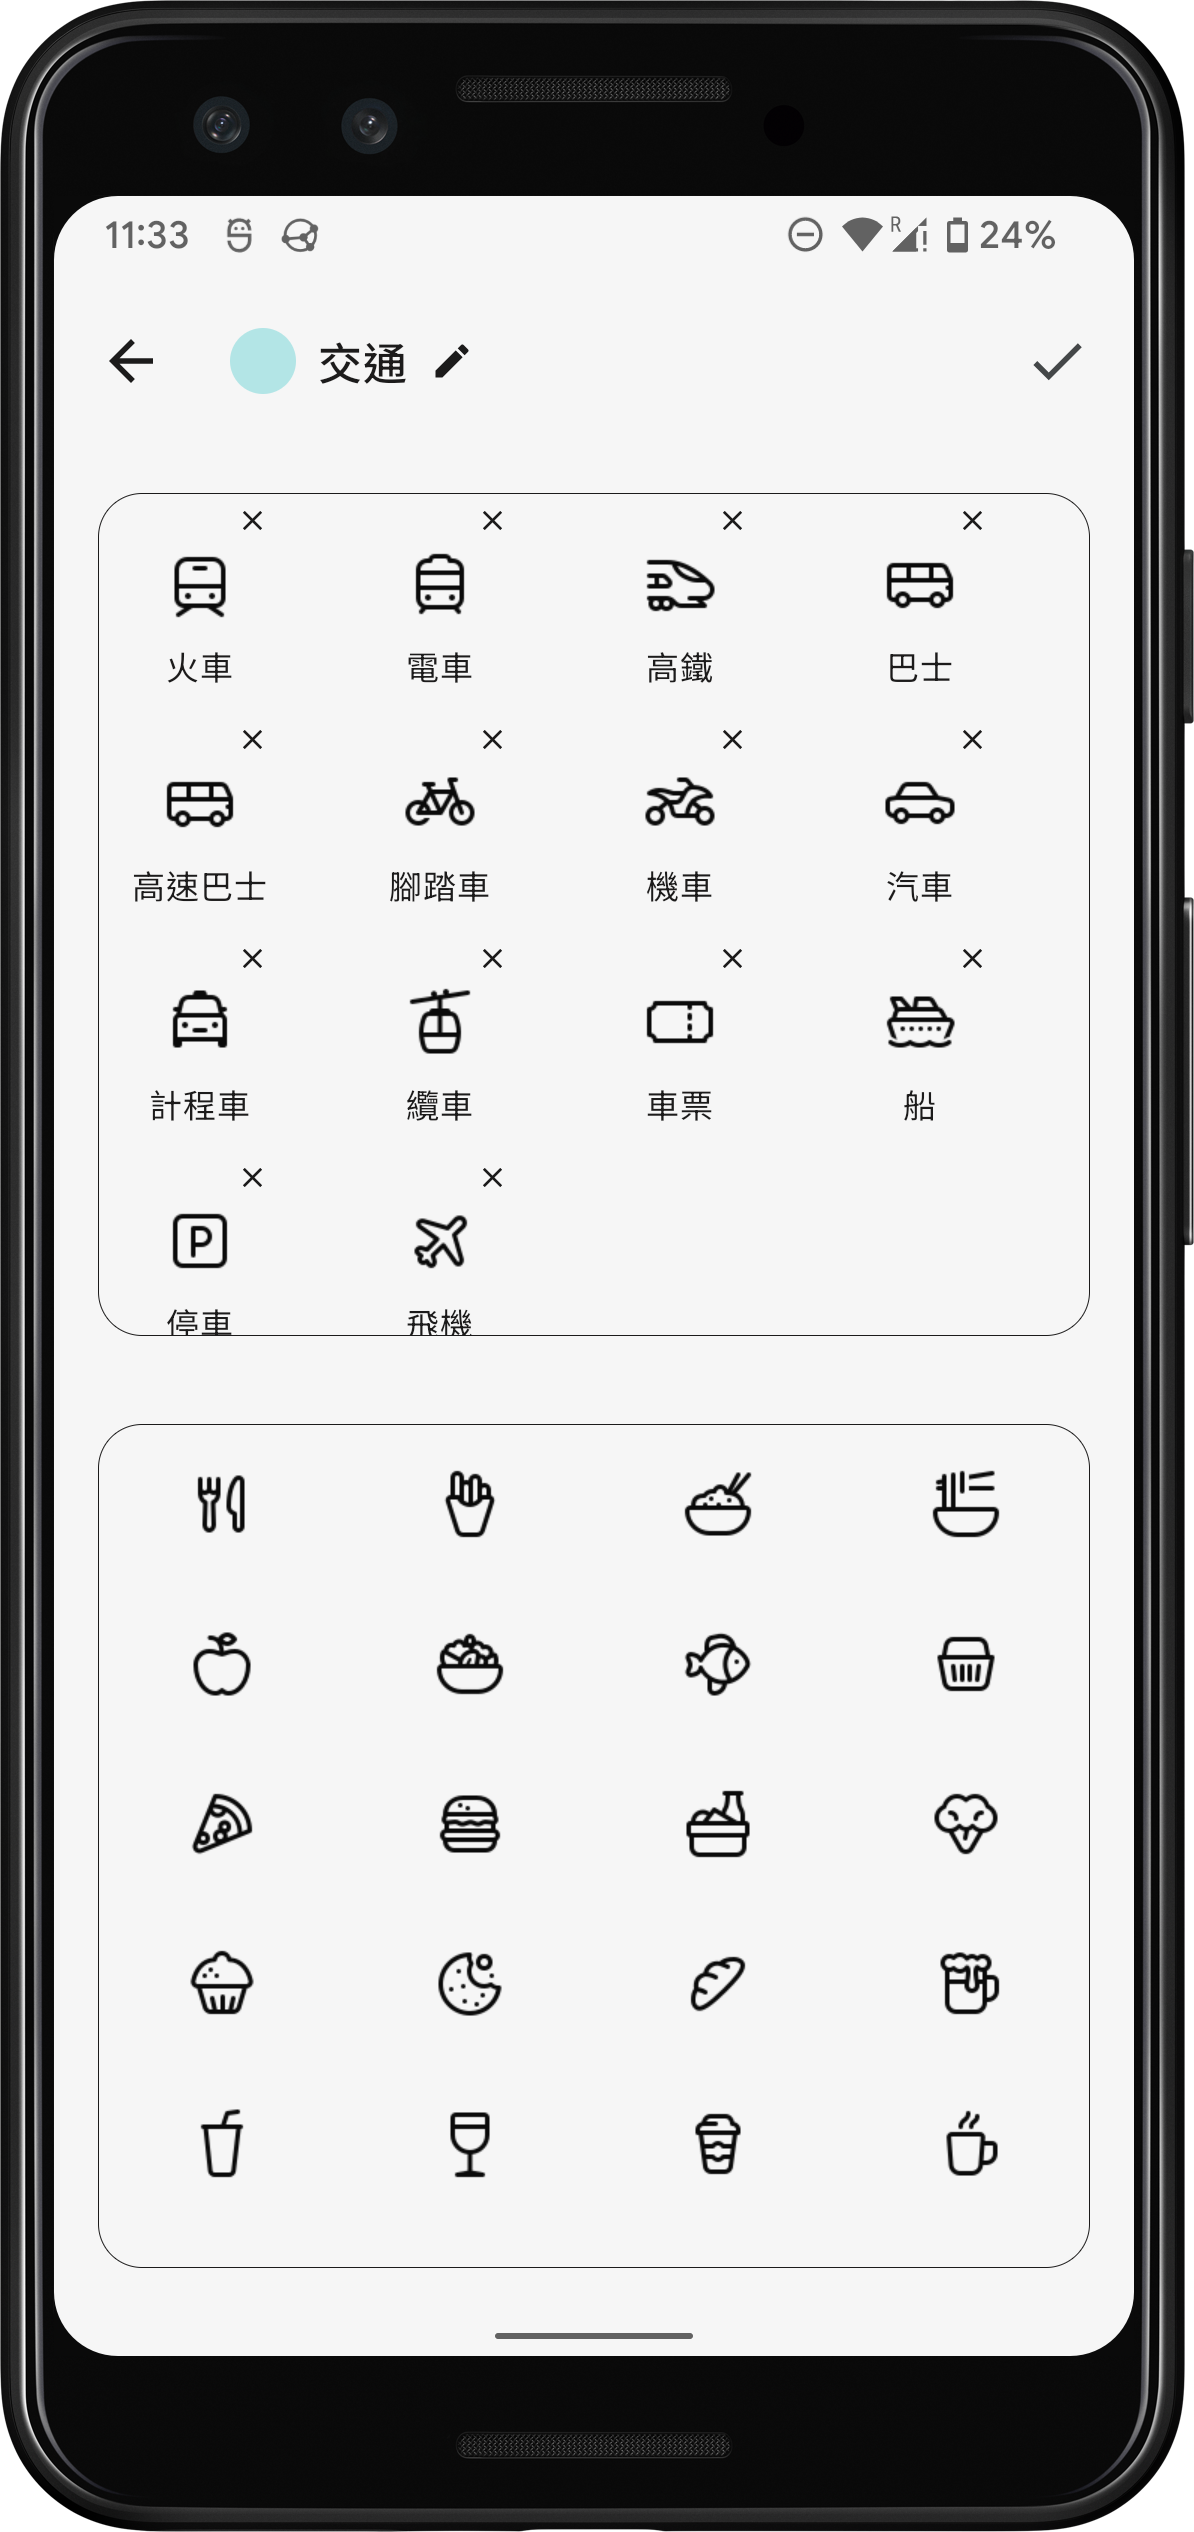 11:33 R 24%
交通
火車 電車 高鐵 巴士
高速巴士 腳踏車 機車 汽車
計程車 纜車 車票 船
P
停車 飛機